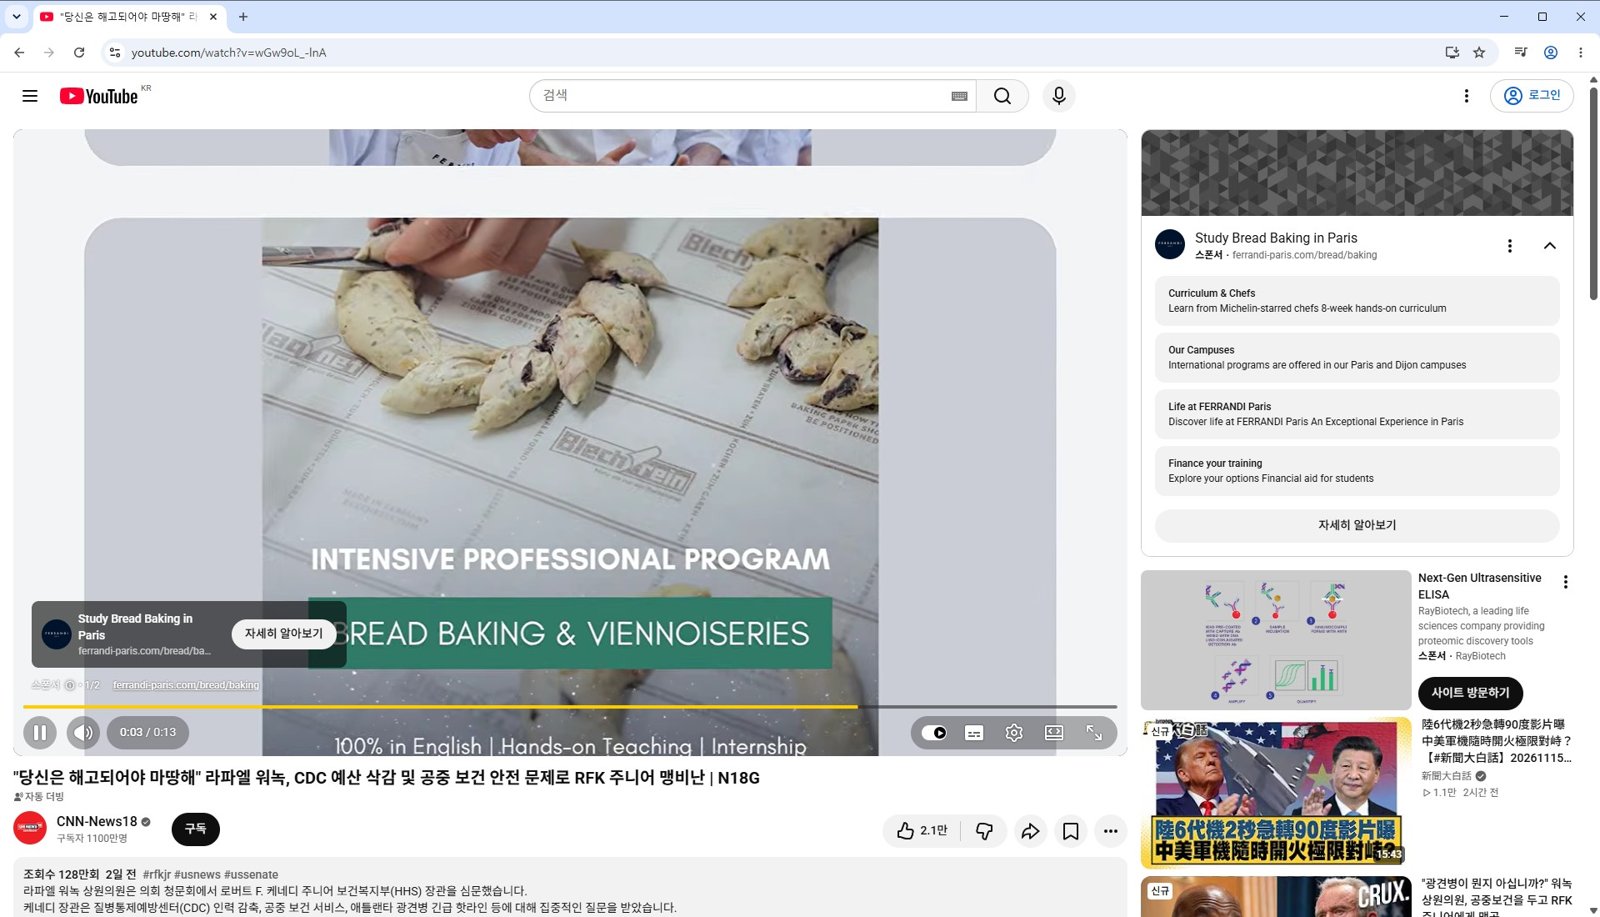 "당신은 해고되어야 마땅해" 라
youtube.com/watch?v=wGw9oL_-lnA
YouTube KR
검색
로그인
Blech
Blech rein
INTENSIVE PROFESSIONAL PROGRAM
BREAD BAKING & VIENNOISERIES
100% in English | Hands-on Teaching | Internship
Study Bread Baking in
Paris
ferrandi-paris.com/bread/ba...
자세히 알아보기
스폰서 · 1/2 ferrandi-paris.com/bread/baking
0:03 / 0:13
"당신은 해고되어야 마땅해" 라파엘 워녹, CDC 예산 삭감 및 공중 보건 안전 문제로 RFK 주니어 맹비난 | N18G
자동 더빙
CNN-News18
구독자 1100만명
구독
2.1만
조회수 128만회 2일 전 #rfkjr #usnews #ussenate
라파엘 워녹 상원의원은 의회 청문회에서 로버트 F. 케네디 주니어 보건복지부(HHS) 장관을 심문했습니다.
케네디 장관은 질병통제예방센터(CDC) 인력 감축, 공중 보건 서비스, 애틀랜타 광견병 긴급 핫라인 등에 대해 집중적인 질문을 받았습니다.
Study Bread Baking in Paris
스폰서 · ferrandi-paris.com/bread/baking
Curriculum & Chefs
Learn from Michelin-starred chefs 8-week hands-on curriculum
Our Campuses
International programs are offered in our Paris and Dijon campuses
Life at FERRANDI Paris
Discover life at FERRANDI Paris An Exceptional Experience in Paris
Finance your training
Explore your options Financial aid for students
자세히 알아보기
Next-Gen Ultrasensitive
ELISA
RayBiotech, a leading life
sciences company providing
proteomic discovery tools
스폰서 · RayBiotech
사이트 방문하기
신규
陸6代機2秒急轉90度影片曝
中美軍機隨時開火極限對峙?
15:43
陸6代機2秒急轉90度影片曝
中美軍機隨時開火極限對峙？
【#新聞大白話】20261115...
新聞大白話
1.1만 2시간 전
신규
CRUX.
"광견병이 뭔지 아십니까?" 워녹
상원의원, 공중보건을 두고 RFK